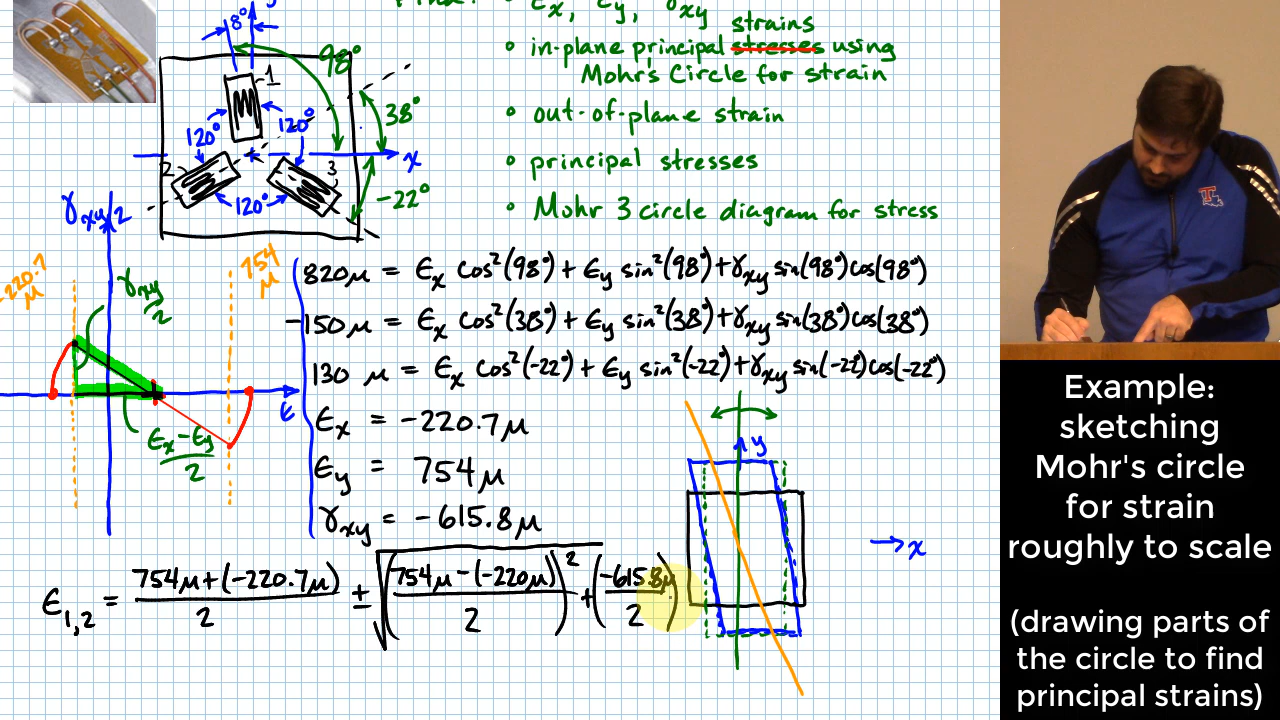 εx, εy, γxy
strains
• in-plane principal stresses using
Mohr's Circle for strain
• out-of-plane strain
• principal stresses
• Mohr 3 circle diagram for stress
8°
98°
1
38°
120°
120°
x
2
3
120°
-22°
γxy/2
-220.7
μ
754
μ
γxy/2
ε
εx-εy/2
820μ = εx cos²(98°) + εy sin²(98°) + γxy sin(98°)cos(98°)
-150μ = εx cos²(38°) + εy sin²(38°) + γxy sin(38°)cos(38°)
130 μ = εx cos²(-22°) + εy sin²(-22°) + γxy sin(-22)cos(-22°)
εx = -220.7μ
εy = 754μ
γxy = -615.8μ
ε1,2 = 754μ+(-220.7μ)/2 ± √((754μ-(-220μ)/2)² + (-615.8μ/2)
y
x
Example:
sketching
Mohr's circle
for strain
roughly to scale
(drawing parts of
the circle to find
principal strains)